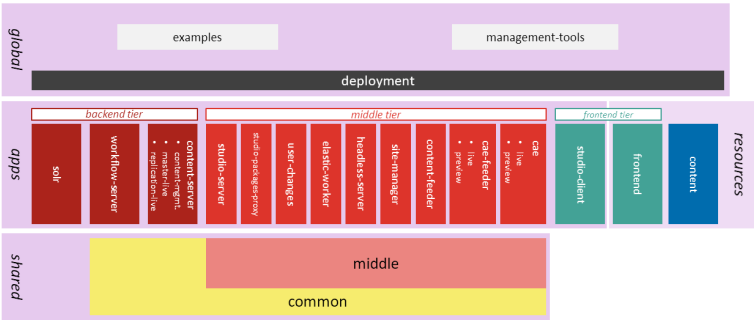 global
examples
management-tools
deployment
apps
backend tier
middle tier
frontend tier
solr
workflow-server
content-server
• content-mgmt.
• master-live
• replication-live
studio-server
studio-packages-proxy
user-changes
elastic-worker
headless-server
site-manager
content-feeder
cae-feeder
• live
• preview
cae
• live
• preview
studio-client
frontend
content
resources
shared
middle
common